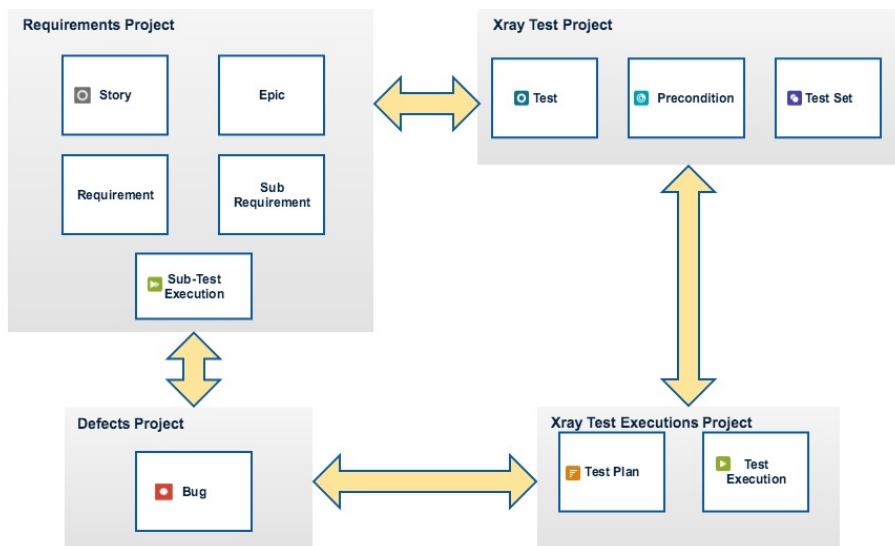 Requirements Project
Story
Epic
Requirement
Sub
Requirement
Sub-Test
Execution
Xray Test Project
Test
Precondition
Test Set
Defects Project
Bug
Xray Test Executions Project
Test Plan
Test
Execution